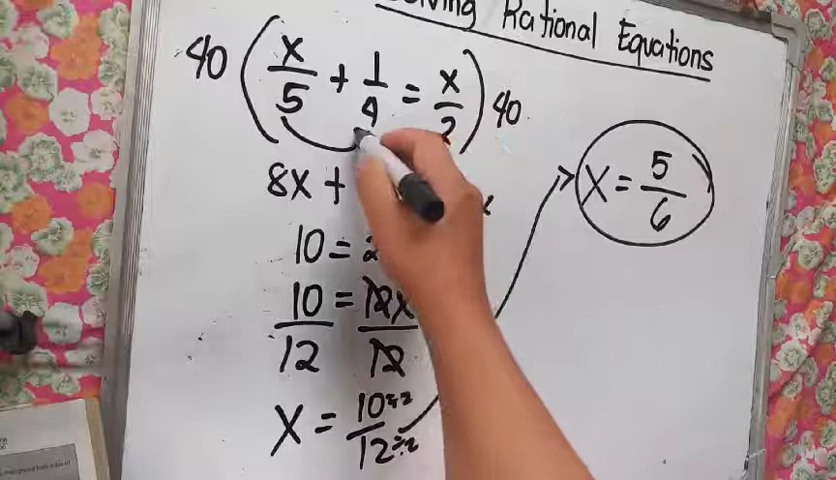 Rational Equations
40 ( x/5 + 1/4 = x/2 ) 40
8x +
10 = 2
10/12 = 12x/12
x = 10÷2/12÷2
x = 5/6